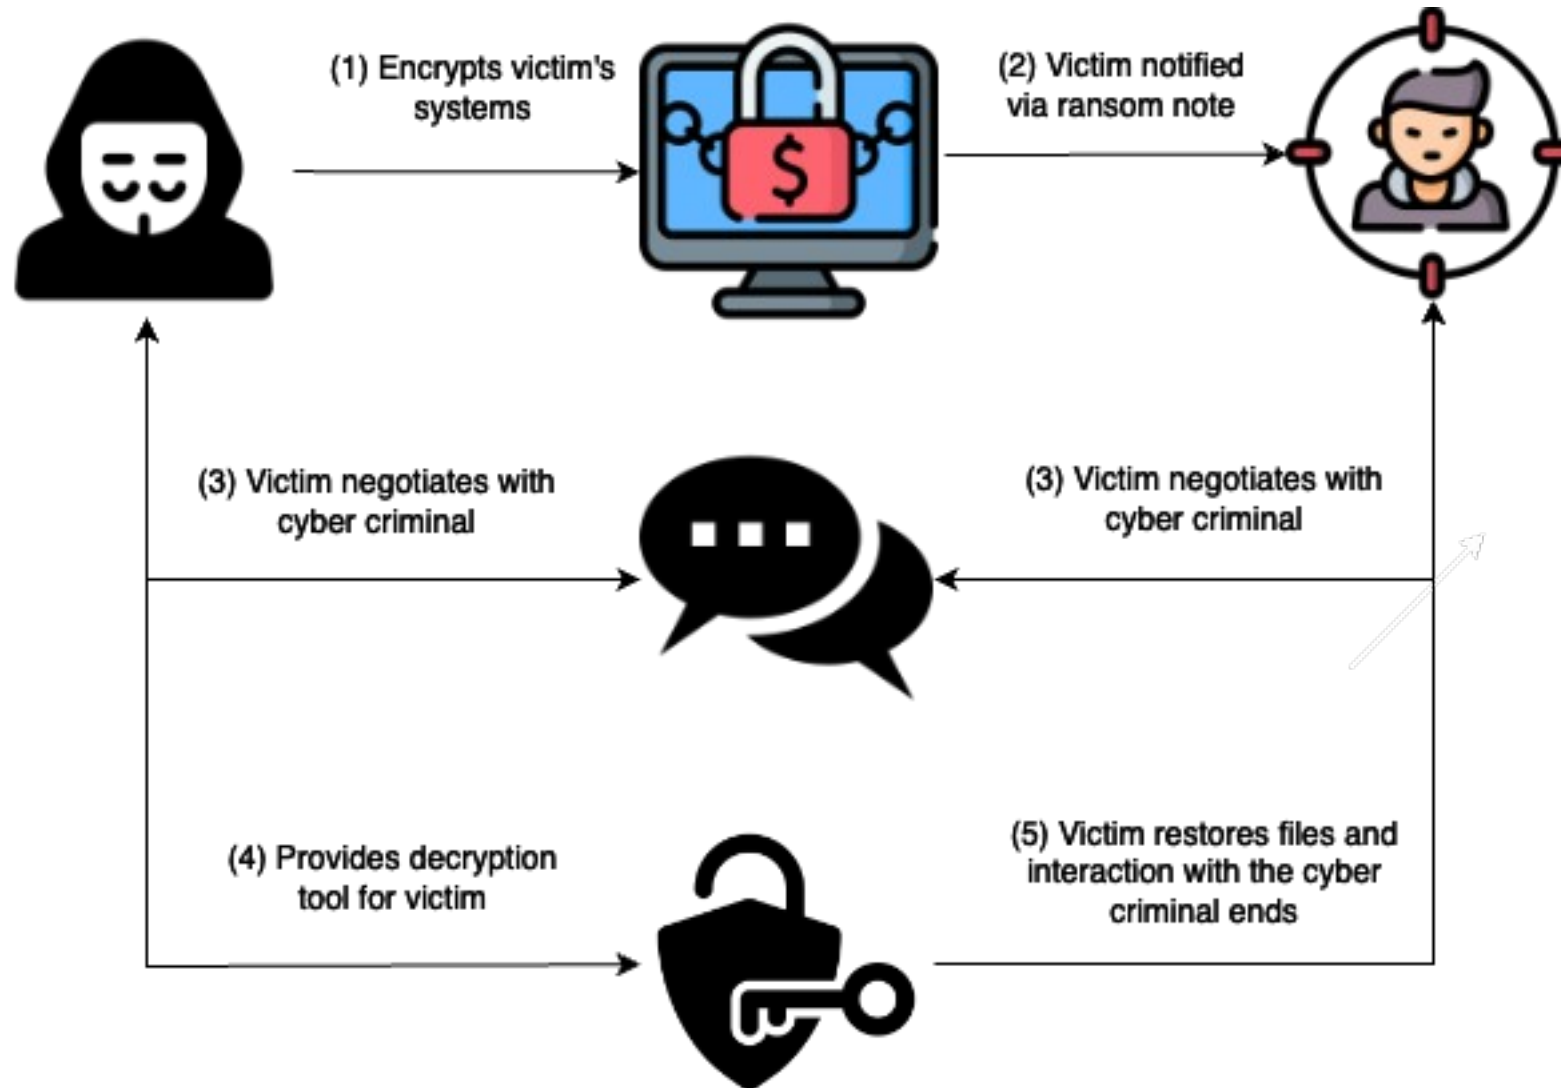 (1) Encrypts victim's
systems
(2) Victim notified
via ransom note
$
(3) Victim negotiates with
cyber criminal
(3) Victim negotiates with
cyber criminal
(4) Provides decryption
tool for victim
(5) Victim restores files and
interaction with the cyber
criminal ends